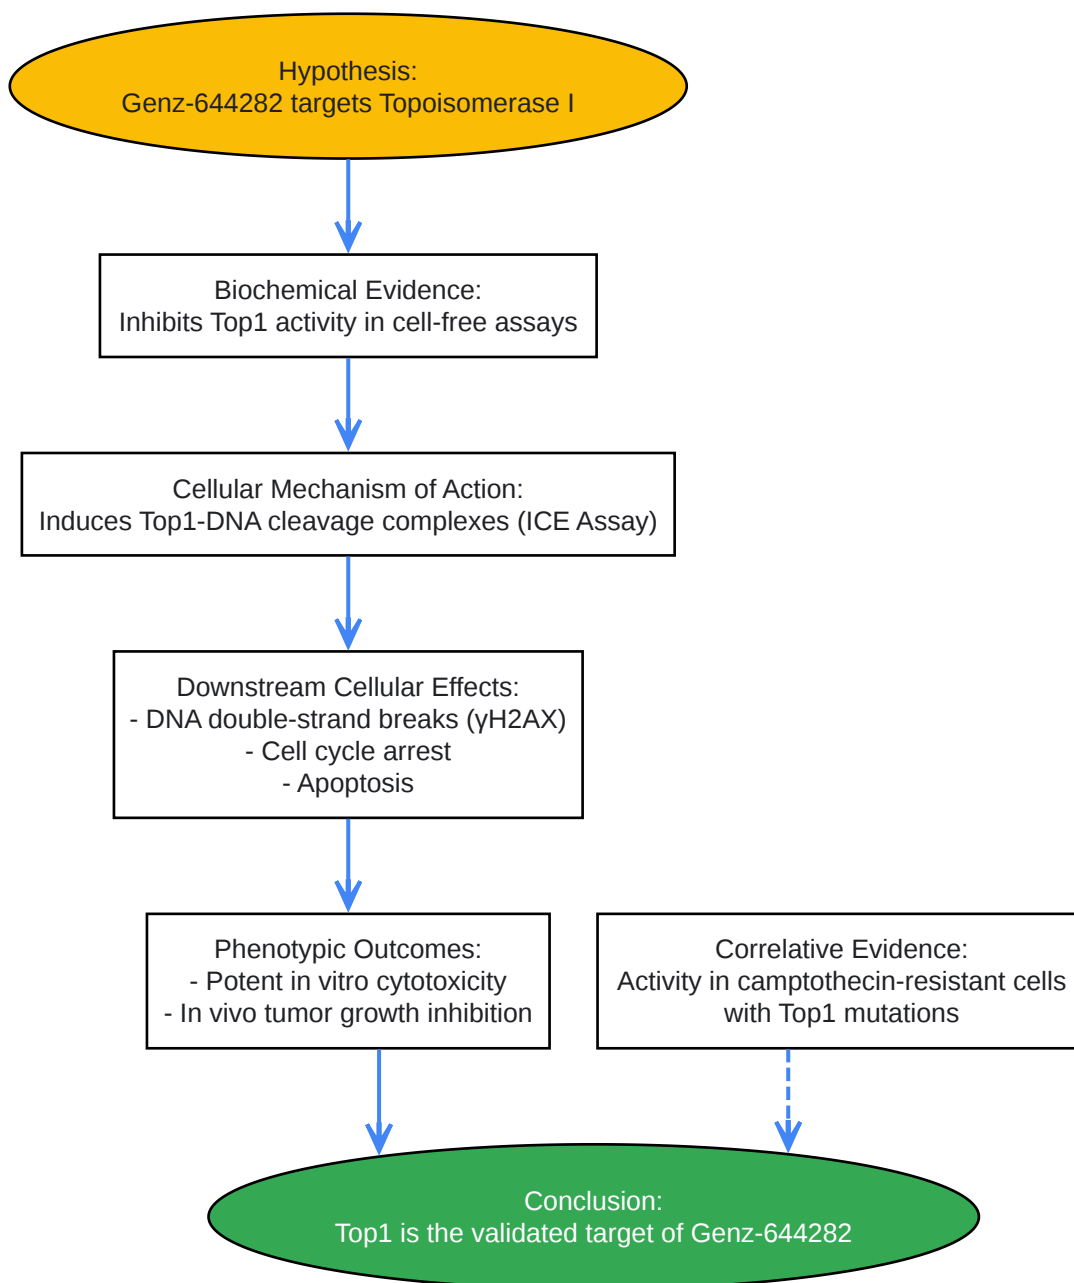 Hypothesis:
Genz-644282 targets Topoisomerase I
Biochemical Evidence:
Inhibits Top1 activity in cell-free assays
Cellular Mechanism of Action:
Induces Top1-DNA cleavage complexes (ICE Assay)
Downstream Cellular Effects:
- DNA double-strand breaks (γH2AX)
- Cell cycle arrest
- Apoptosis
Phenotypic Outcomes:
- Potent in vitro cytotoxicity
- In vivo tumor growth inhibition
Correlative Evidence:
Activity in camptothecin-resistant cells
with Top1 mutations
Conclusion:
Top1 is the validated target of Genz-644282